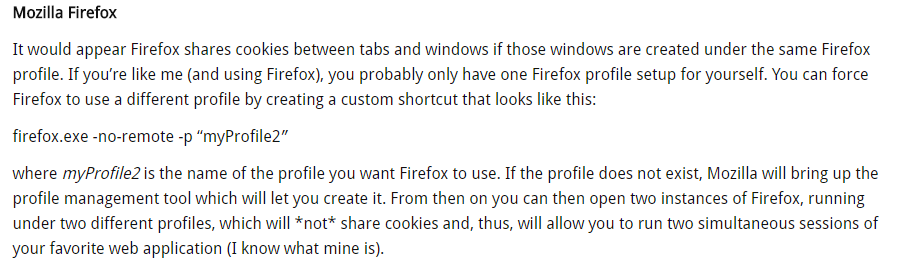 Mozilla Firefox
It would appear Firefox shares cookies between tabs and windows if those windows are created under the same Firefox
profile. If you’re like me (and using Firefox), you probably only have one Firefox profile setup for yourself. You can force
Firefox to use a different profile by creating a custom shortcut that looks like this:
firefox.exe -no-remote -p “myProfile2”
where myProfile2 is the name of the profile you want Firefox to use. If the profile does not exist, Mozilla will bring up the
profile management tool which will let you create it. From then on you can then open two instances of Firefox, running
under two different profiles, which will *not* share cookies and, thus, will allow you to run two simultaneous sessions of
your favorite web application (I know what mine is).